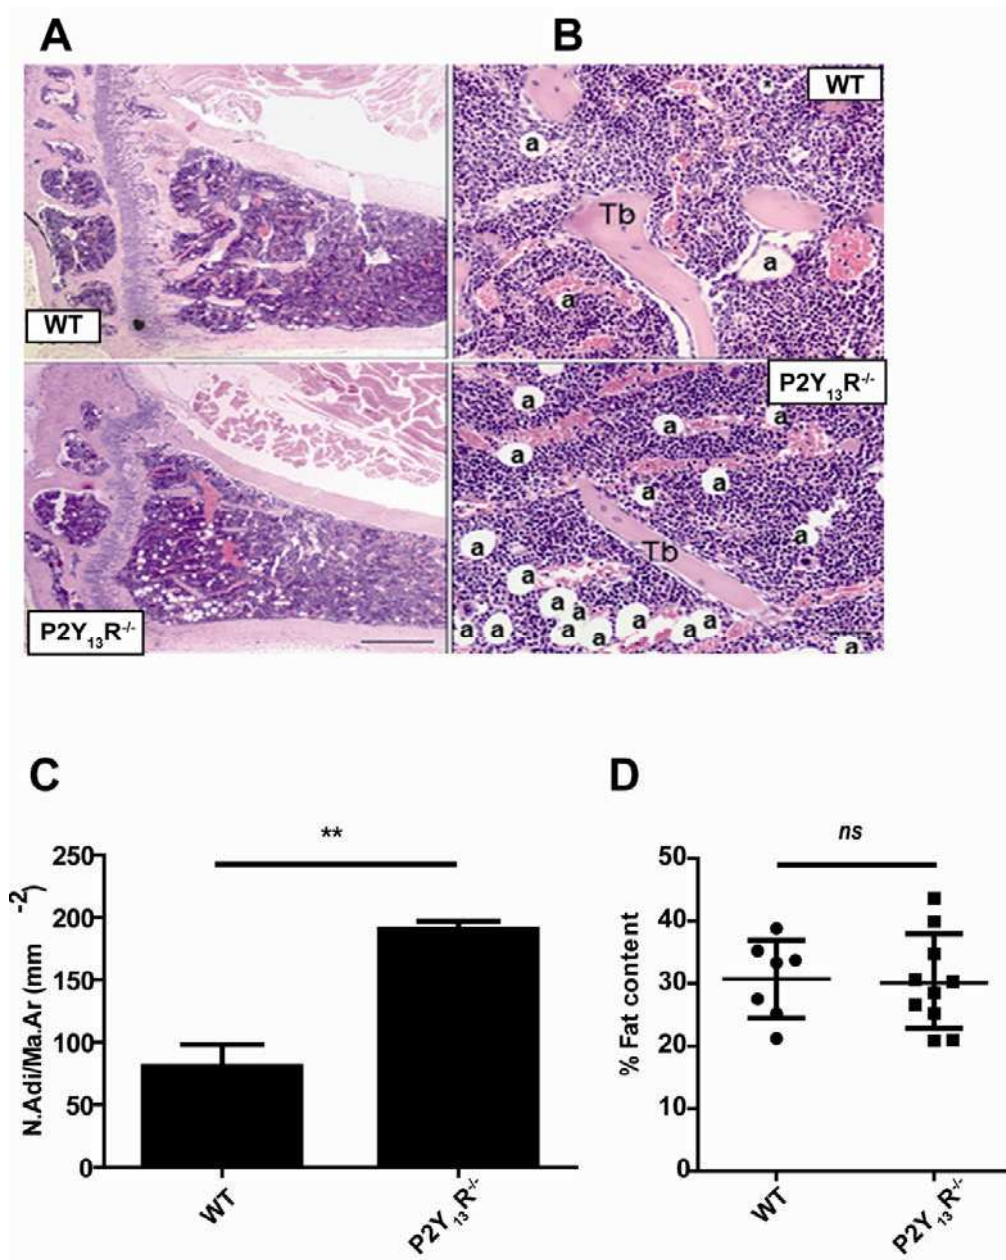 A
B
WT
WT
a
Tb
a
a
P2Y₁₃R⁻/⁻
P2Y₁₃R⁻/⁻
a
a
a
a
a
a
a
Tb
a
a
a
a
a
a
a
a
a
a
a
a
C
D
**
ns
250
200
150
100
50
0
N.Adi/Ma.Ar (mm⁻²)
WT
P2Y₁₃R⁻/⁻
50
40
30
20
10
0
% Fat content
WT
P2Y₁₃R⁻/⁻